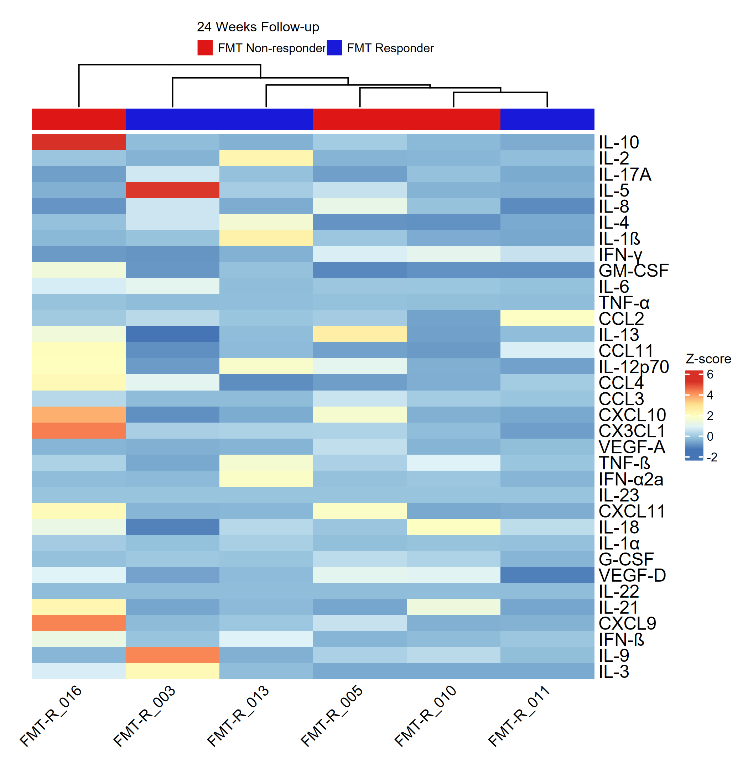 24 Weeks Follow-up
FMT Non-responder FMT Responder
IL-10
IL-2
IL-17A
IL-5
IL-8
IL-4
IL-1ß
IFN-γ
GM-CSF
IL-6
TNF-α
CCL2
IL-13
CCL11
IL-12p70
CCL4
CCL3
CXCL10
CX3CL1
VEGF-A
TNF-ß
IFN-α2a
IL-23
CXCL11
IL-18
IL-1α
G-CSF
VEGF-D
IL-22
IL-21
CXCL9
IFN-ß
IL-9
IL-3
Z-score
6
4
2
0
-2
FMT-R_016
FMT-R_003
FMT-R_013
FMT-R_005
FMT-R_010
FMT-R_011